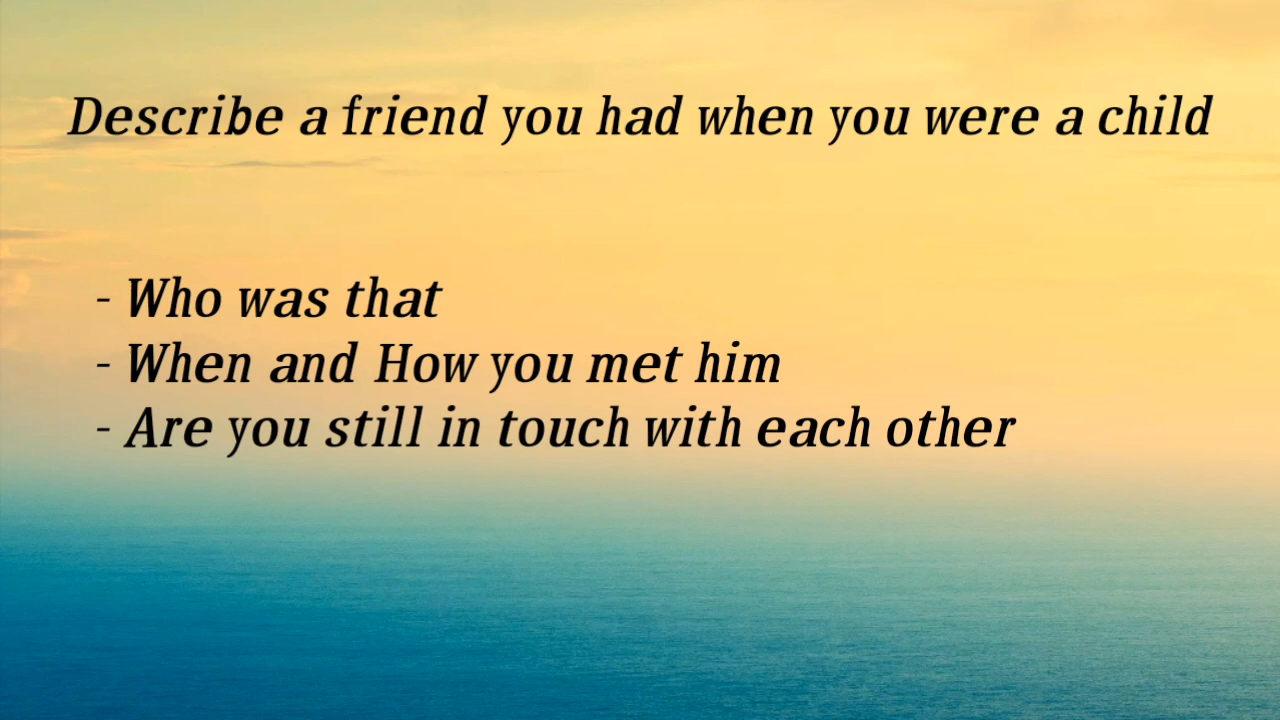 Describe a friend you had when you were a child
- Who was that
- When and How you met him
- Are you still in touch with each other